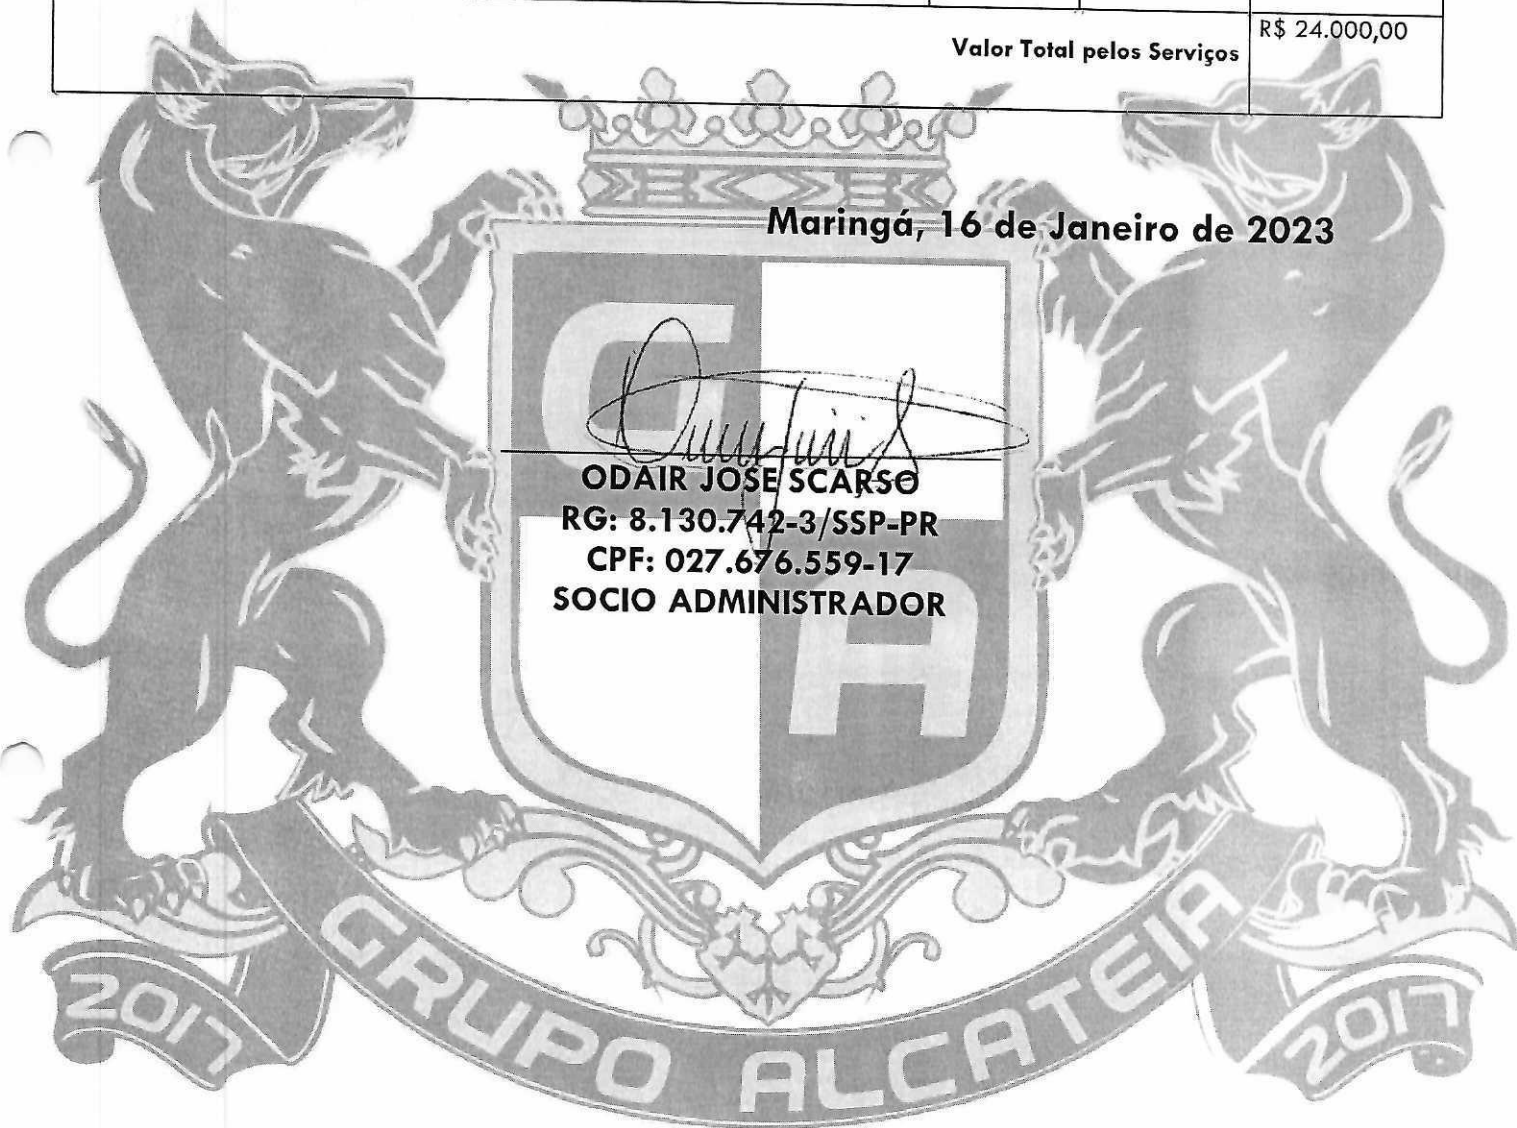 Valor Total pelos Serviços R$ 24.000,00
Maringá, 16 de Janeiro de 2023
ODAIR JOSE SCARSO
RG: 8.130.742-3/SSP-PR
CPF: 027.676.559-17
SOCIO ADMINISTRADOR
G
A
2017 GRUPO ALCATEIA 2017